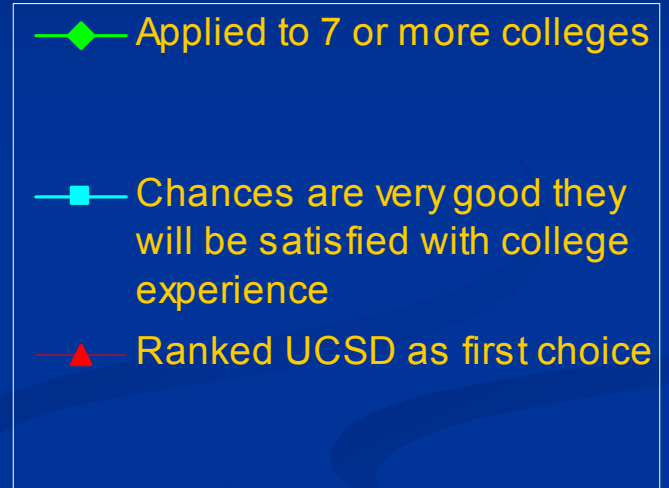 Applied to 7 or more colleges
Chances are very good they
will be satisfied with college
experience
Ranked UCSD as first choice